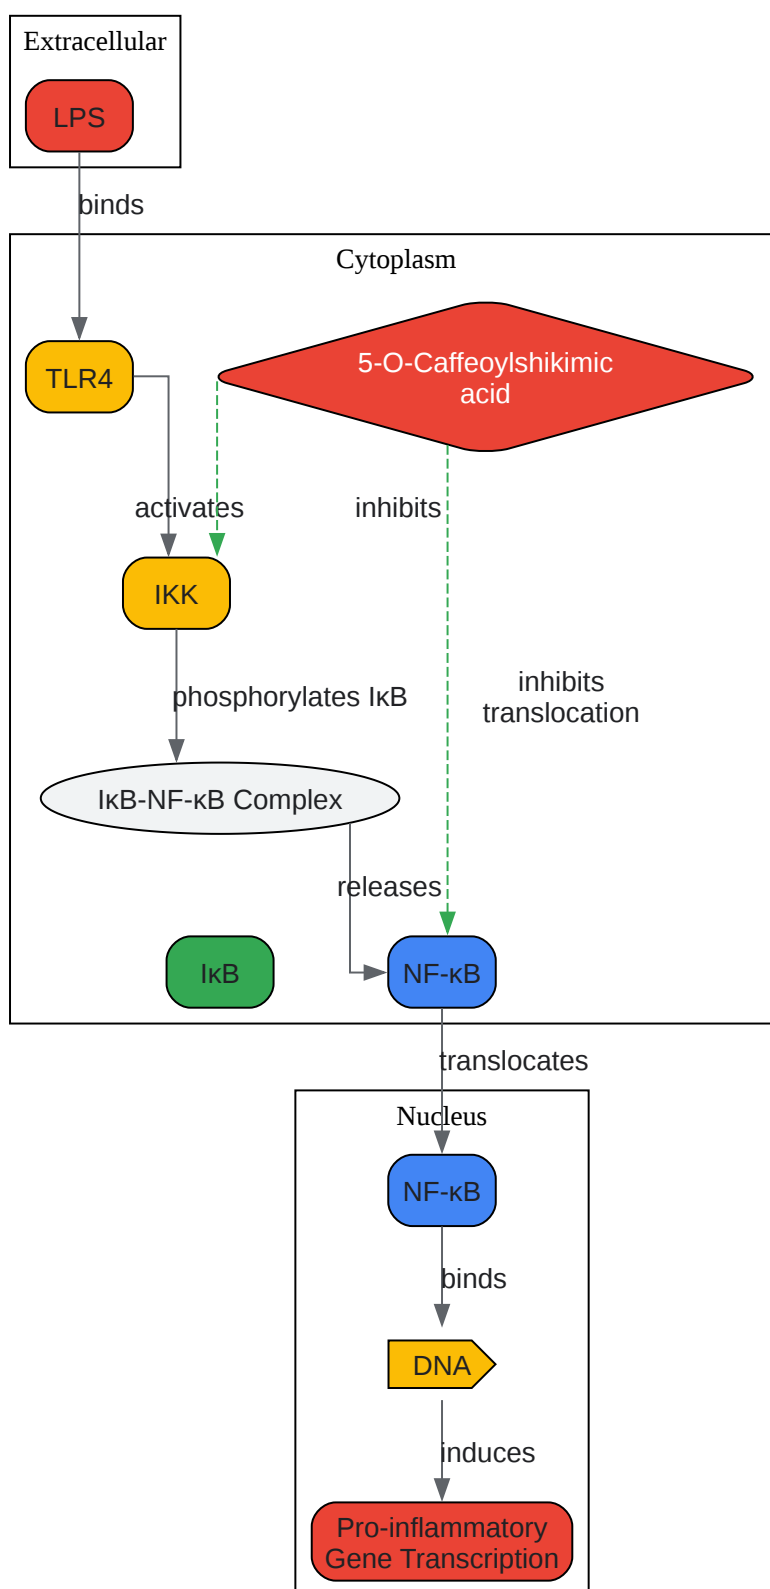 Extracellular
LPS
binds
Cytoplasm
TLR4
5-O-Caffeoylshikimic
acid
activates
inhibits
IKK
phosphorylates IκB
inhibits
translocation
IκB-NF-κB Complex
releases
IκB
NF-κB
translocates
Nucleus
NF-κB
binds
DNA
induces
Pro-inflammatory
Gene Transcription